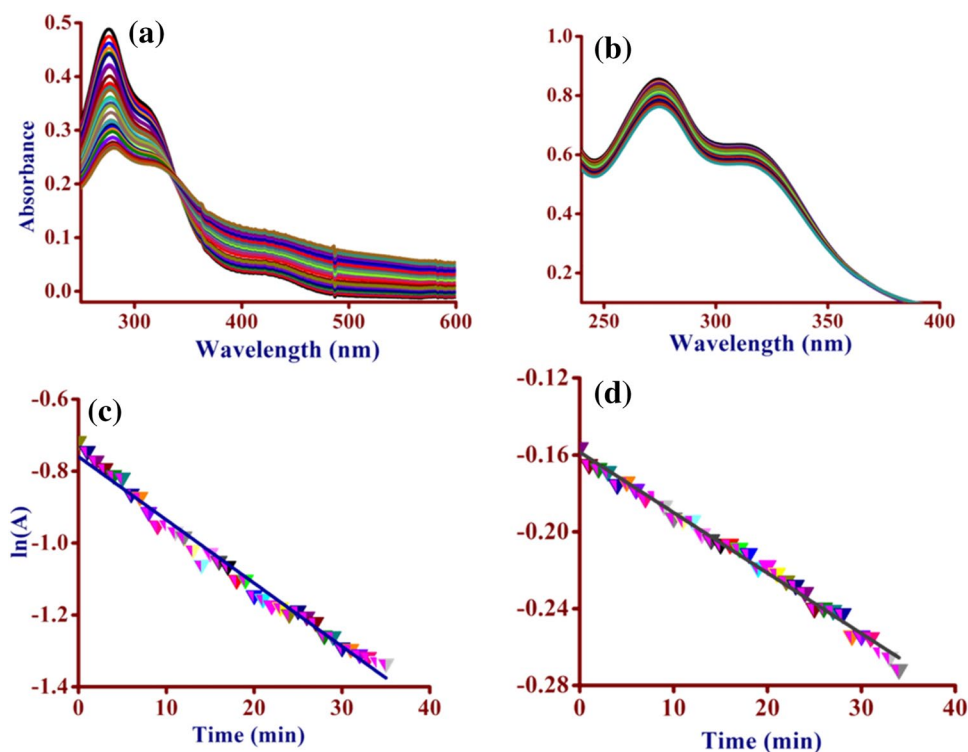 (a)
0.5
0.4
0.3
0.2
0.1
0.0
Absorbance
300 400 500 600
Wavelength (nm)
(b)
1.0
0.8
0.6
0.4
0.2
250 300 350 400
Wavelength (nm)
(c)
-0.6
-0.8
-1.0
-1.2
-1.4
ln(A)
0 10 20 30 40
Time (min)
(d)
-0.12
-0.16
-0.20
-0.24
-0.28
0 10 20 30 40
Time (min)